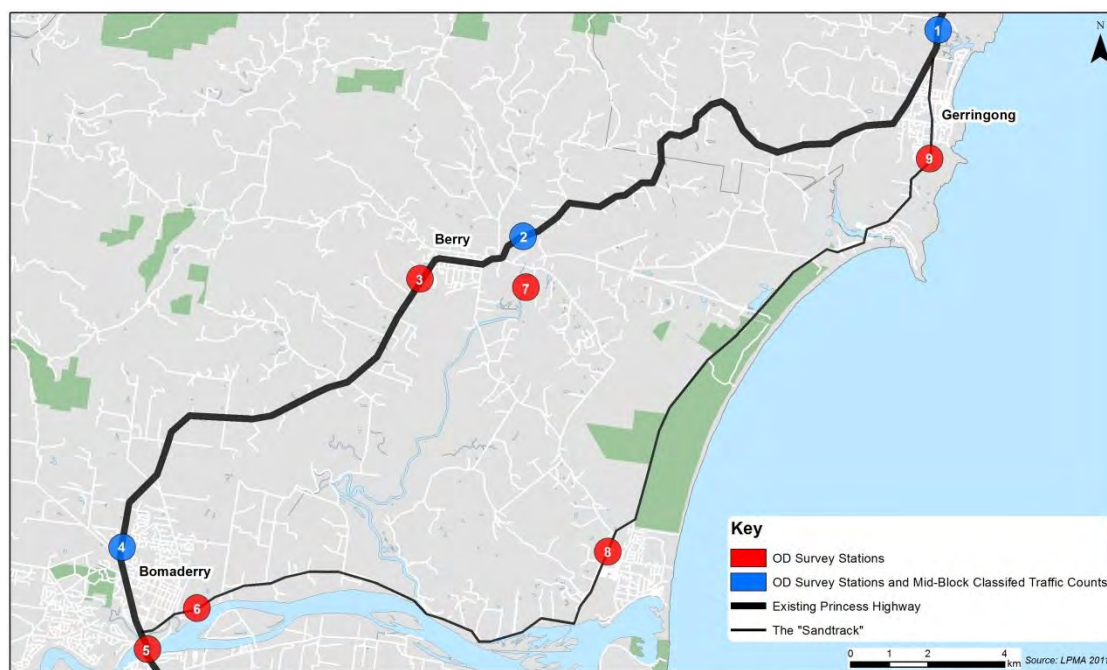 1
N
Gerringong
9
2
Berry
3
7
4
Bomaderry
8
6
5
Key
OD Survey Stations
OD Survey Stations and Mid-Block Classifed Traffic Counts
Existing Princess Highway
The "Sandtrack"
0 1 2 4
km
Source: LPMA